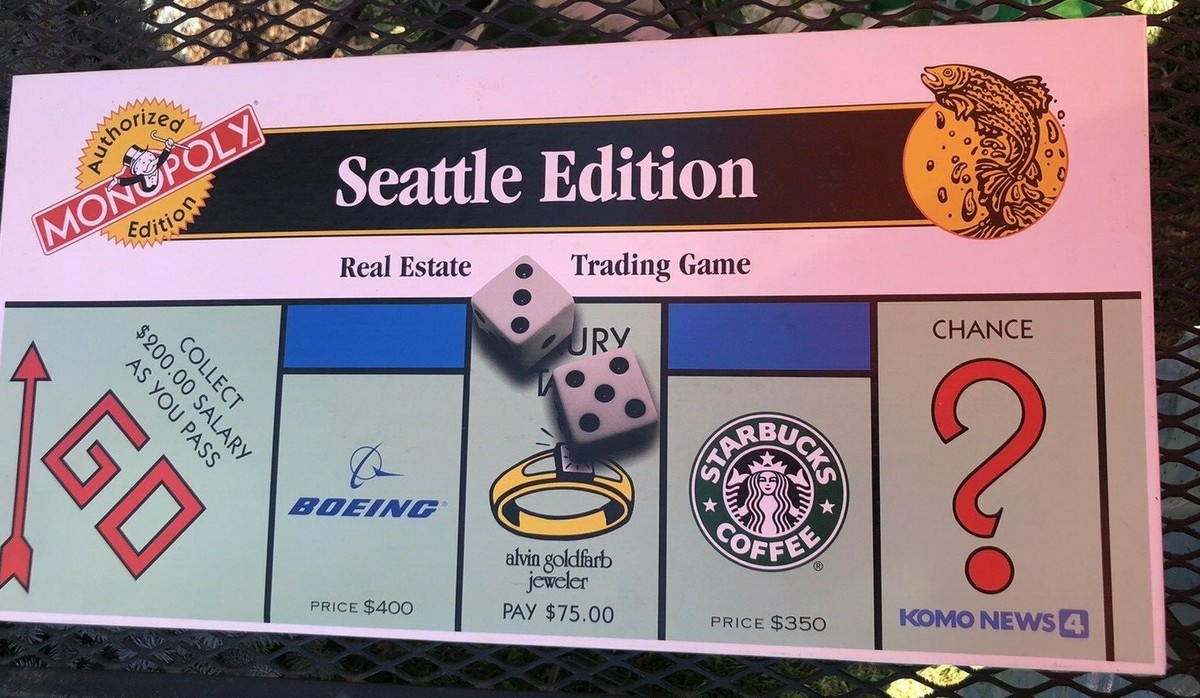 Authorized
MONOPOLY
Edition
Seattle Edition
Real Estate Trading Game
COLLECT
$200.00 SALARY
AS YOU PASS
GO
BOEING
PRICE $400
alvin goldfarb
jeweler
PAY $75.00
STARBUCKS
COFFEE
®
PRICE $350
CHANCE
?
KOMO NEWS 4